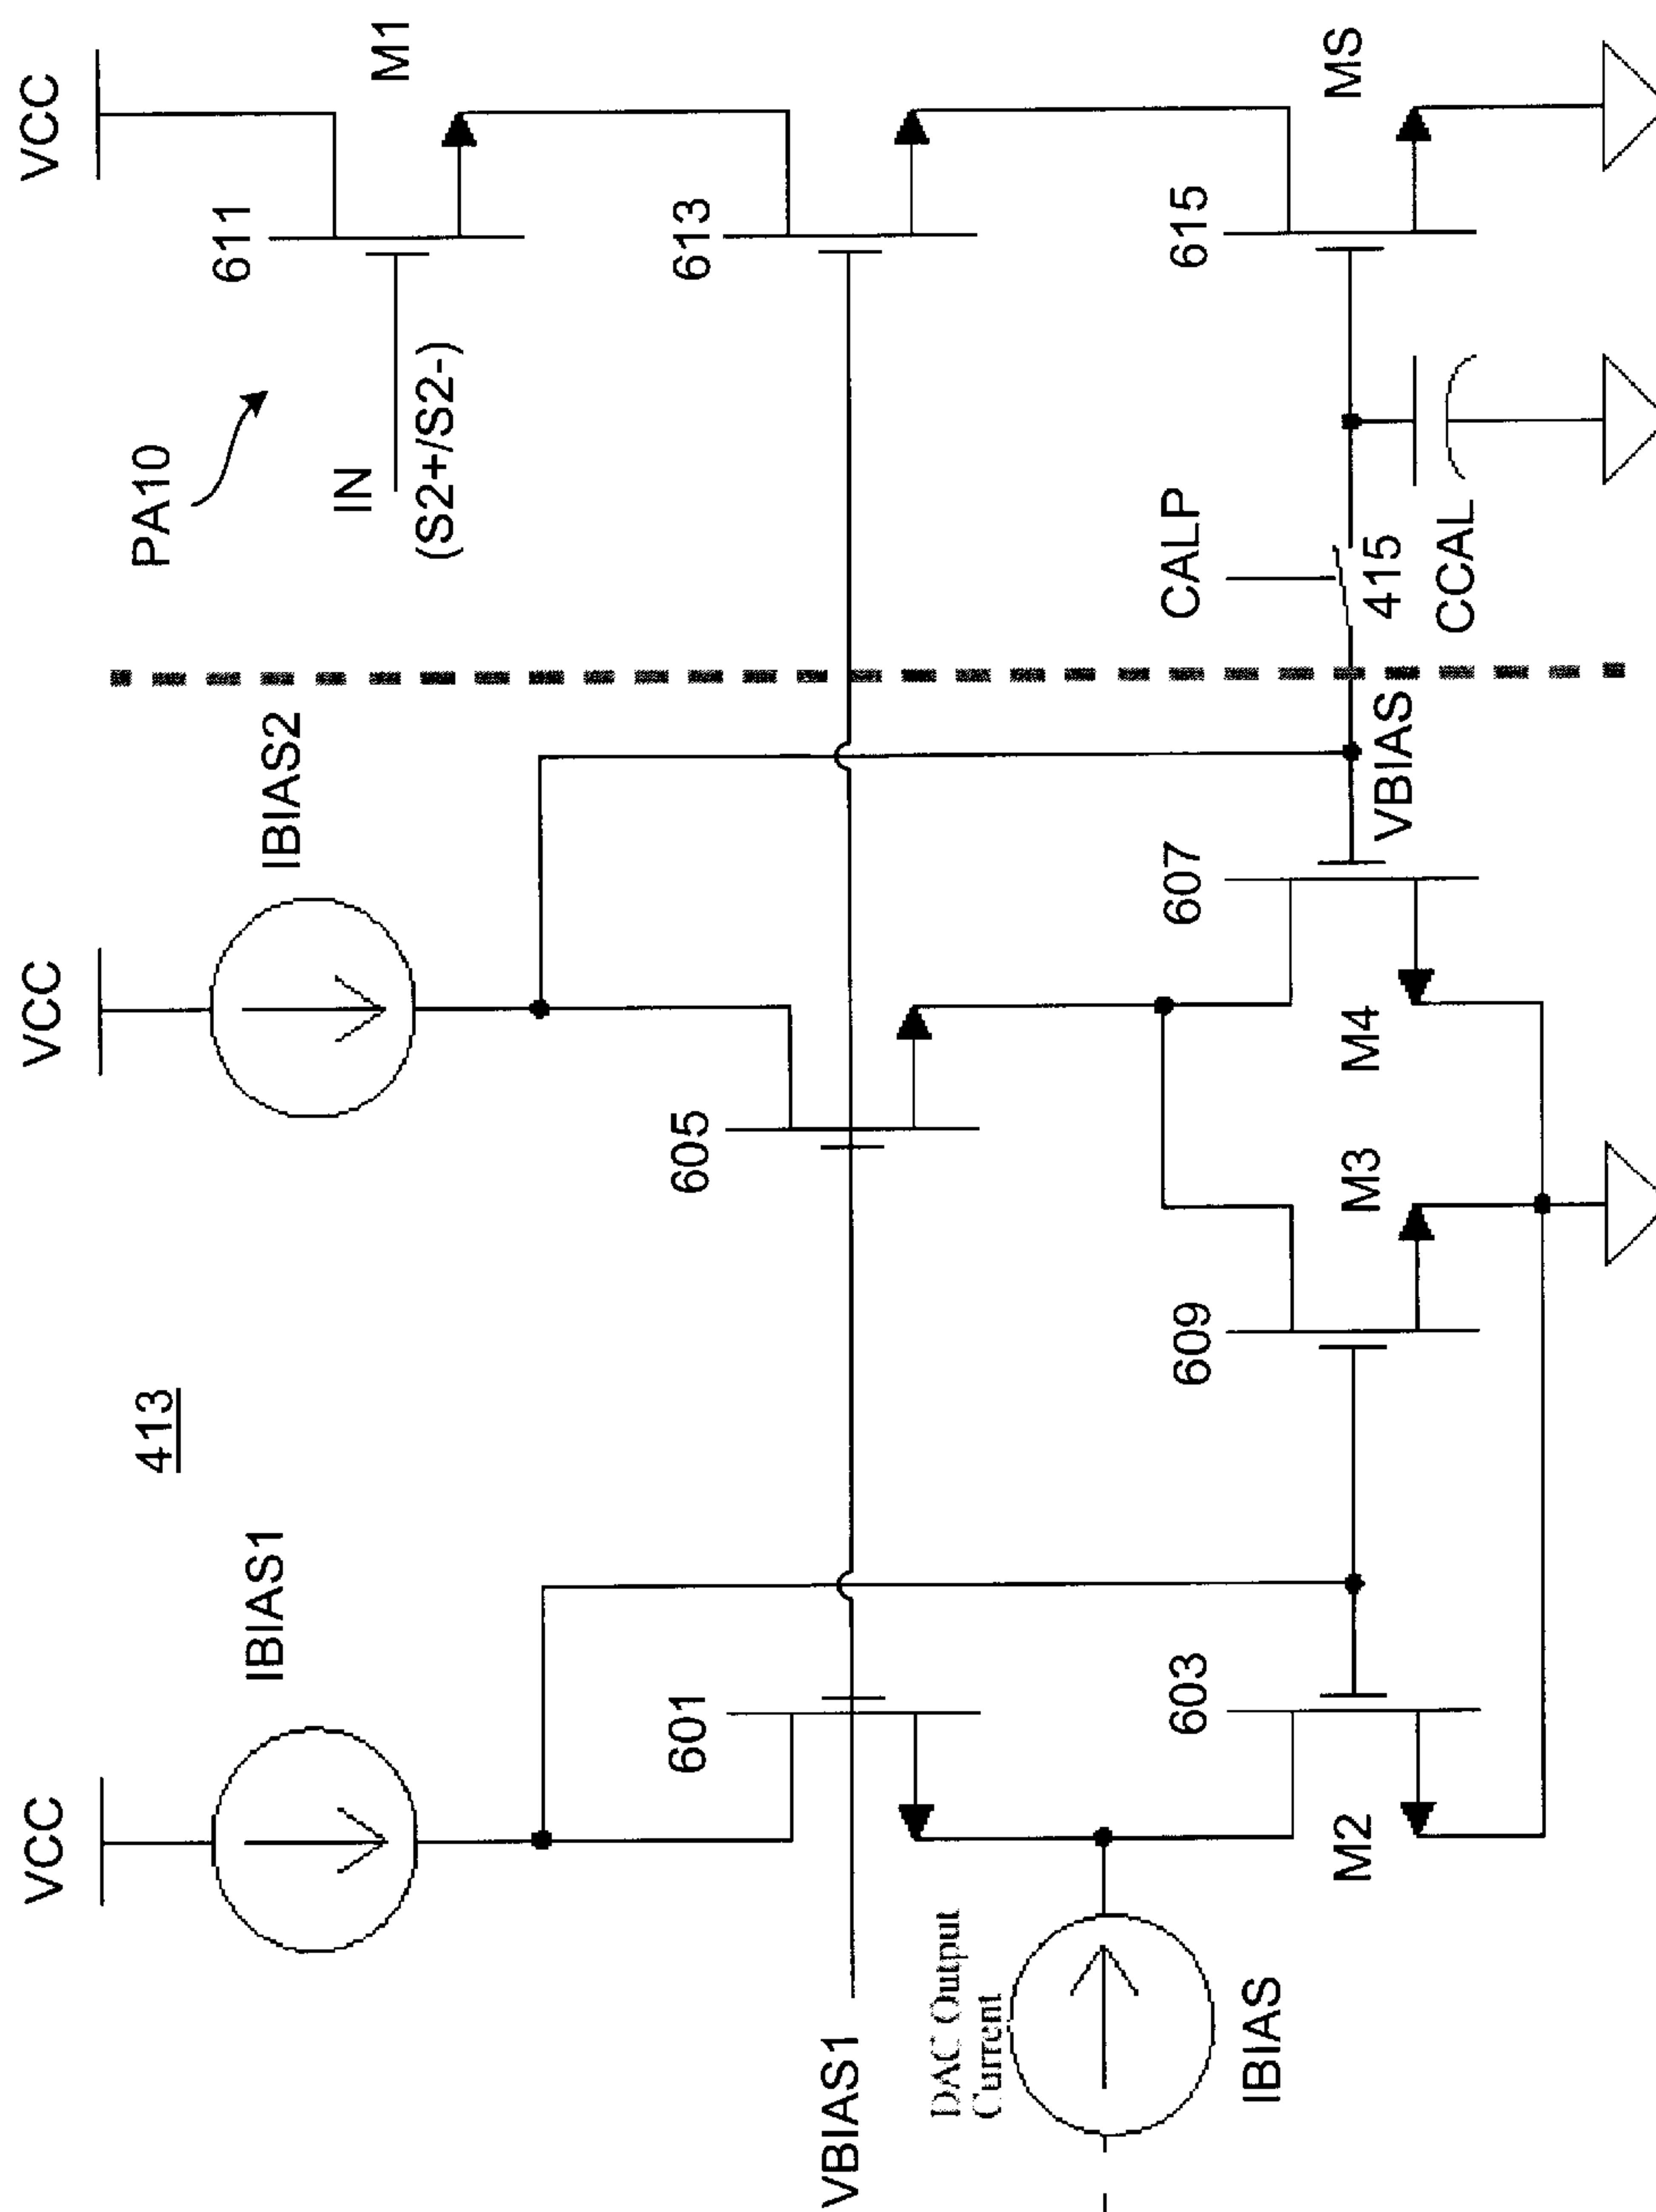 VCC
VCC
VCC
413
PA10
IBIAS1
IBIAS2
611
M1
IN
(S2+/S2-)
601
605
613
VBIAS1
DAC Output
Current
IBIAS
603
M2
609
M3
607
M4
VBIAS
CALP
415
CCAL
615
MS